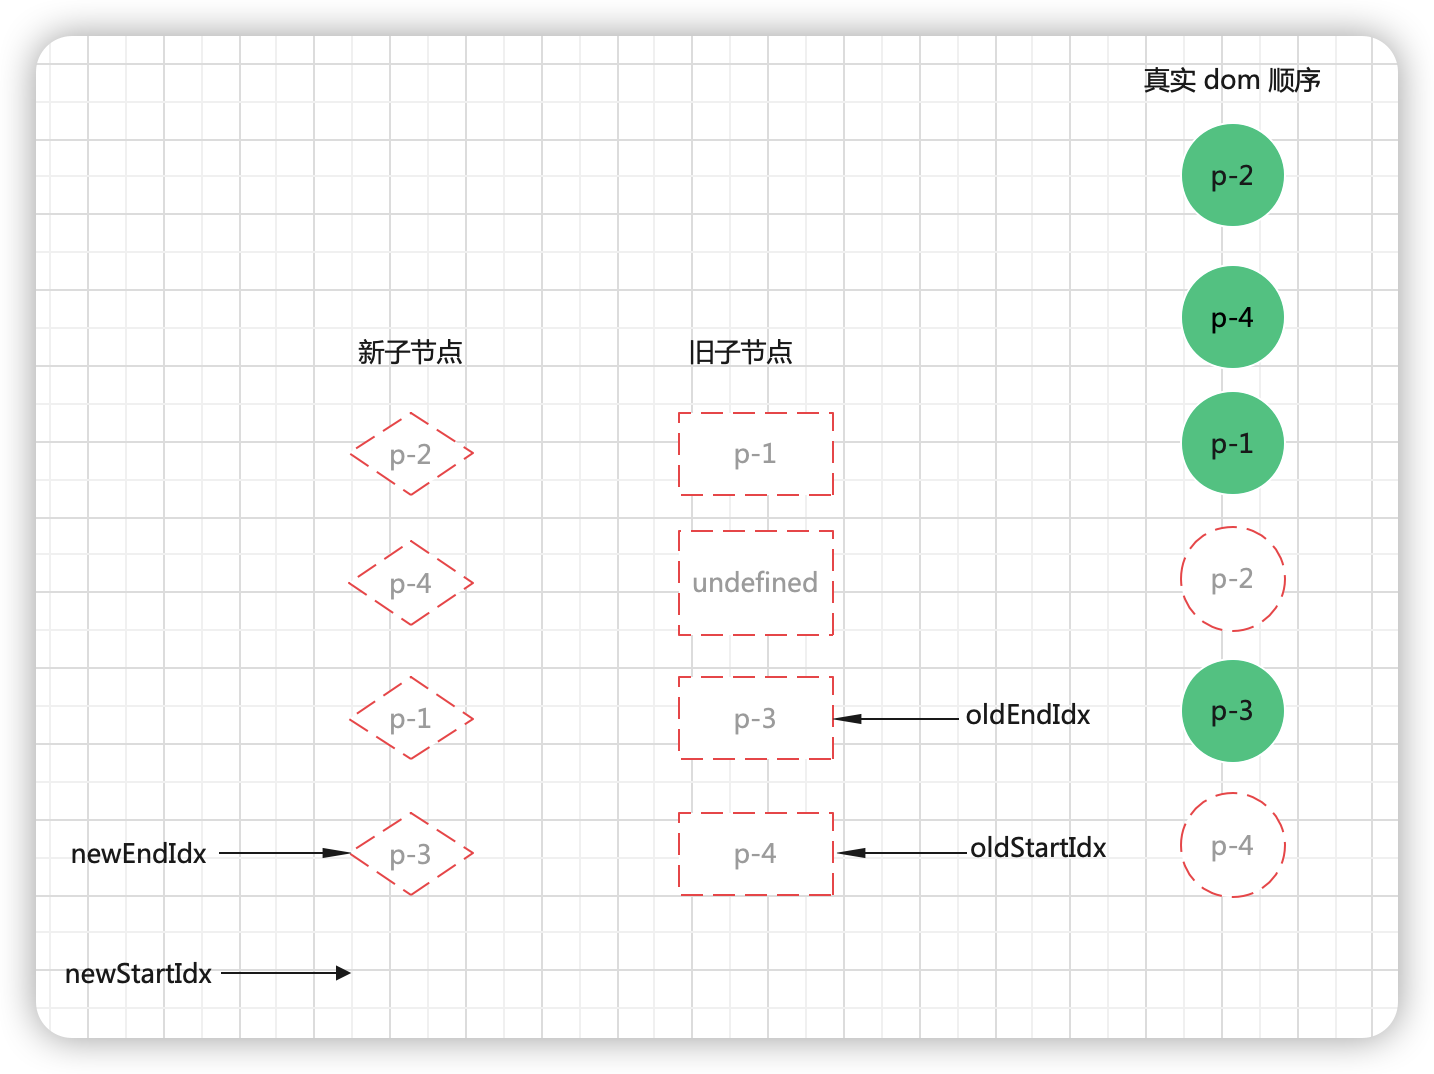 真实 dom 顺序
p-2
p-4
新子节点
旧子节点
p-1
p-2
p-1
p-4
undefined
p-2
p-1
p-3
oldEndIdx
p-3
newEndIdx
p-3
p-4
oldStartIdx
p-4
newStartIdx